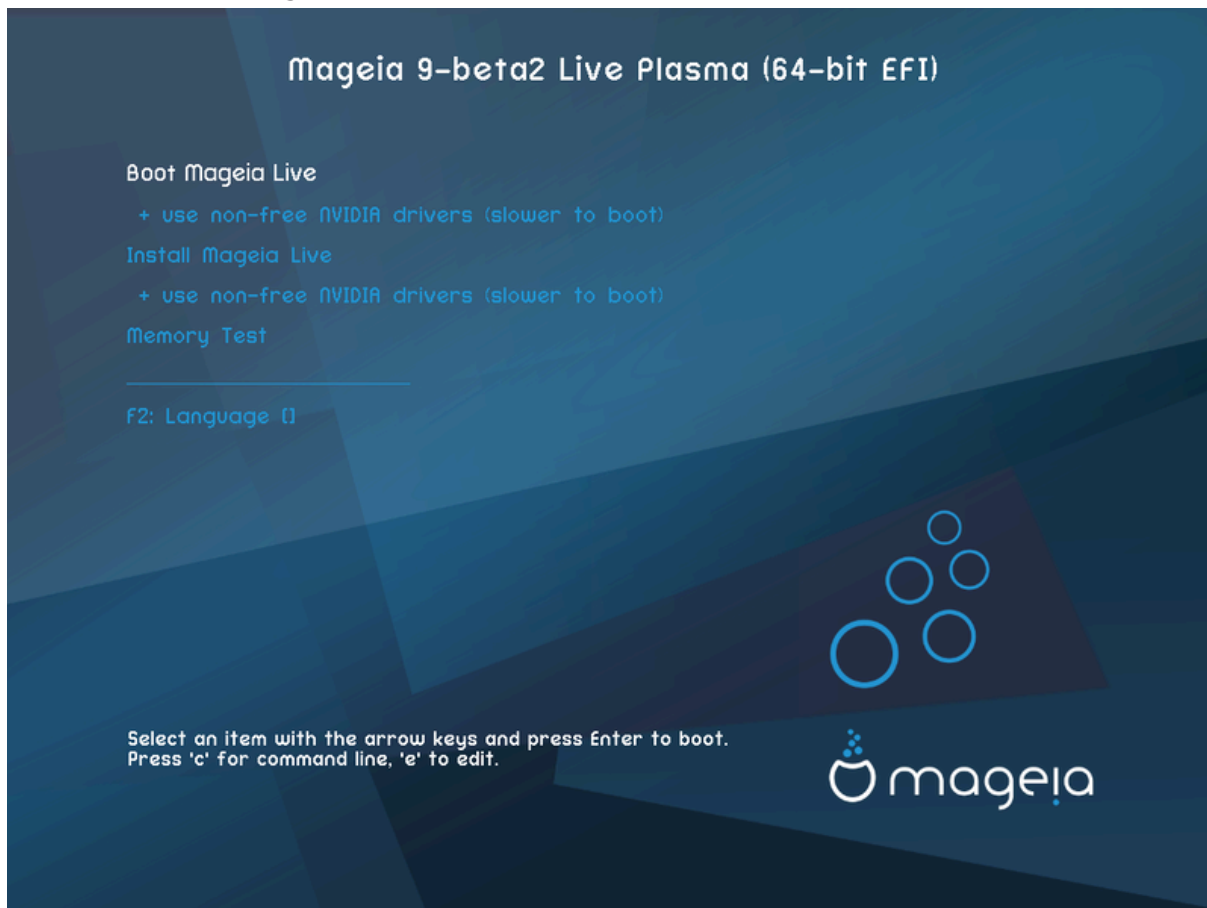 Mageia 9-beta2 Live Plasma (64-bit EFI)
Boot Mageia Live
+ use non-free NVIDIA drivers (slower to boot)
Install Mageia Live
+ use non-free NVIDIA drivers (slower to boot)
Memory Test
F2: Language []
Select an item with the arrow keys and press Enter to boot.
Press 'c' for command line, 'e' to edit.
mageia